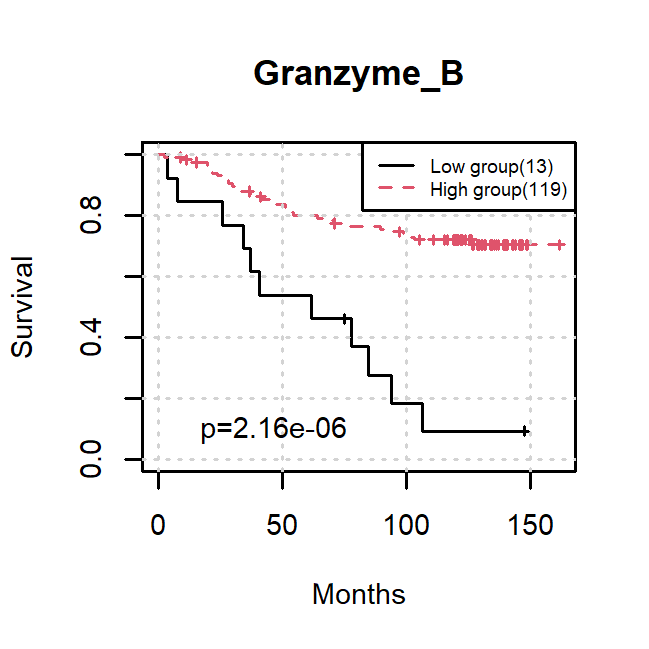 Granzyme_B
Low group(13)
High group(119)
Survival
0.8
0.4
0.0
p=2.16e-06
0 50 100 150
Months